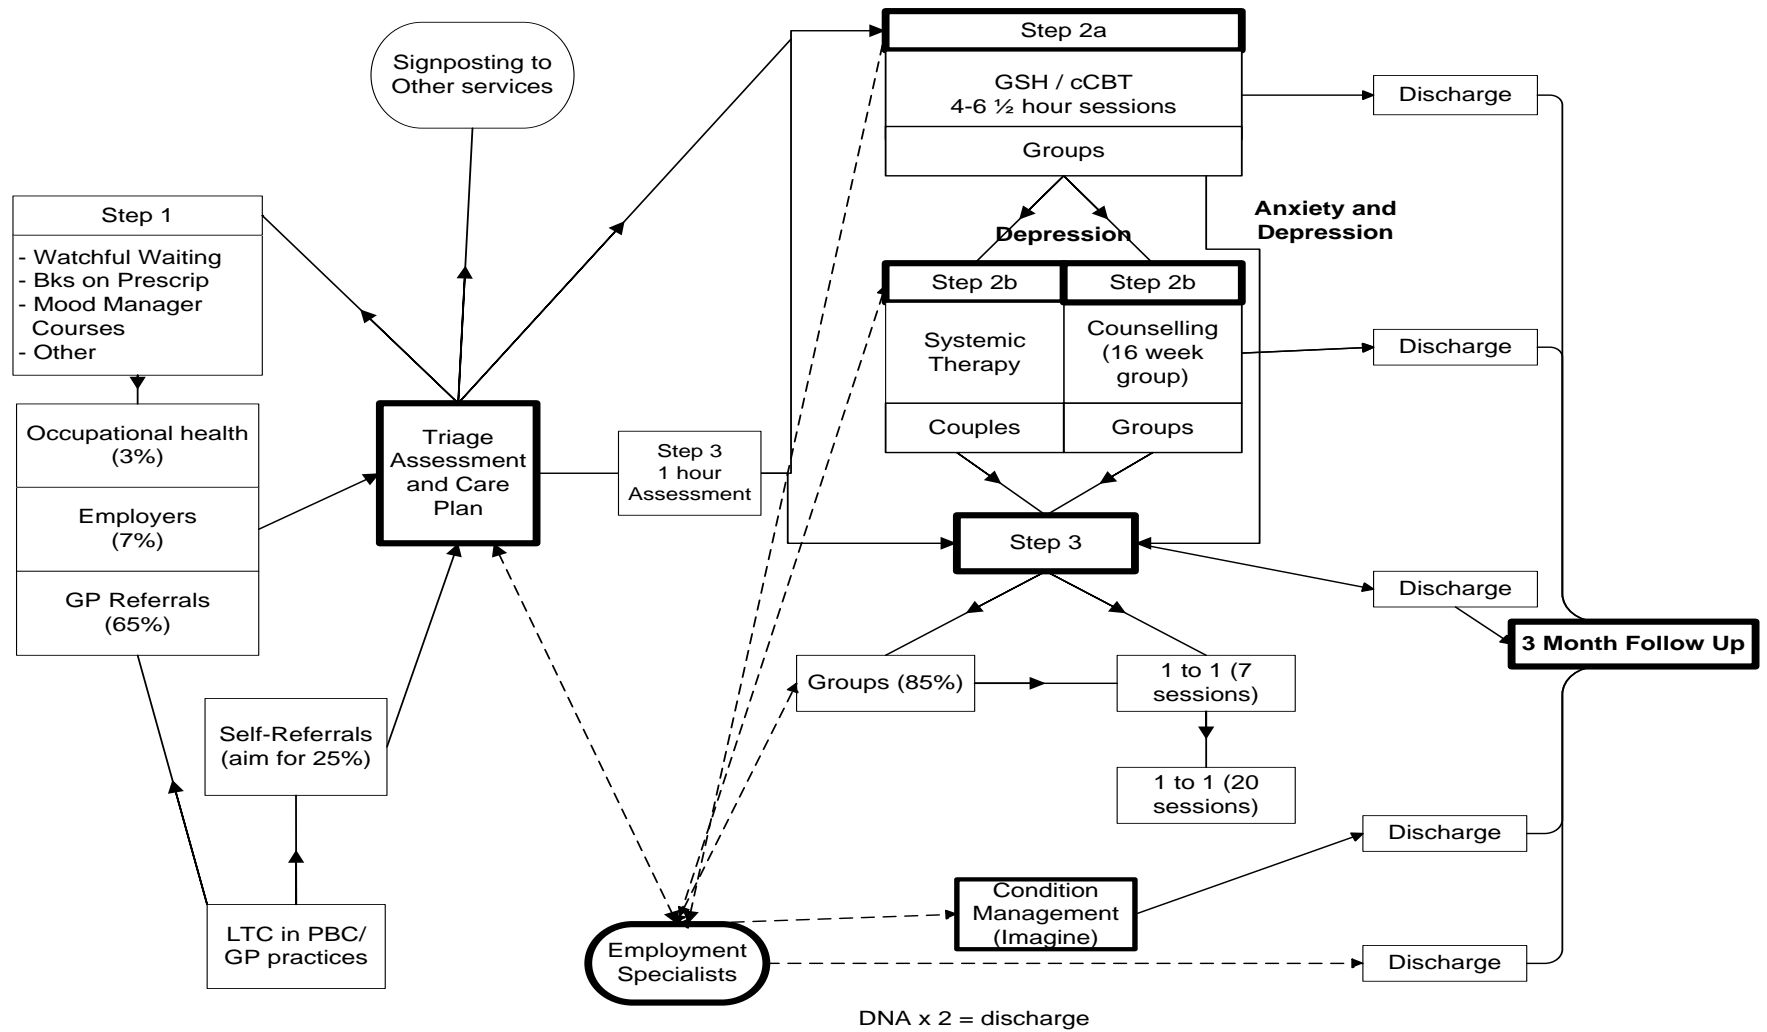 Signposting to
Other services
Step 1
- Watchful Waiting
- Bks on Prescrip
- Mood Manager
Courses
- Other
Occupational health
(3%)
Employers
(7%)
GP Referrals
(65%)
Self-Referrals
(aim for 25%)
LTC in PBC/
GP practices
Triage
Assessment
and Care
Plan
Step 3
1 hour
Assessment
Step 2a
GSH / cCBT
4-6 ½ hour sessions
Groups
Depression
Anxiety and
Depression
Step 2b
Systemic
Therapy
Couples
Step 2b
Counselling
(16 week
group)
Groups
Step 3
Groups (85%)
1 to 1 (7
sessions)
1 to 1 (20
sessions)
Condition
Management
(Imagine)
Employment
Specialists
Discharge
Discharge
Discharge
3 Month Follow Up
Discharge
Discharge
DNA x 2 = discharge